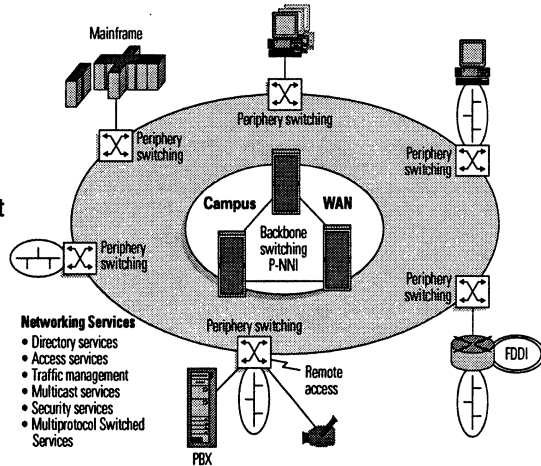 Mainframe
Periphery switching
Periphery
switching
Periphery
switching
Campus
WAN
Backbone
switching
P-NNI
t
Periphery
switching
Periphery
switching
Networking Services
• Directory services
• Access services
• Traffic management
• Multicast services
• Security services
• Multiprotocol Switched
Services
Periphery switching
Remote
access
FDDI
PBX